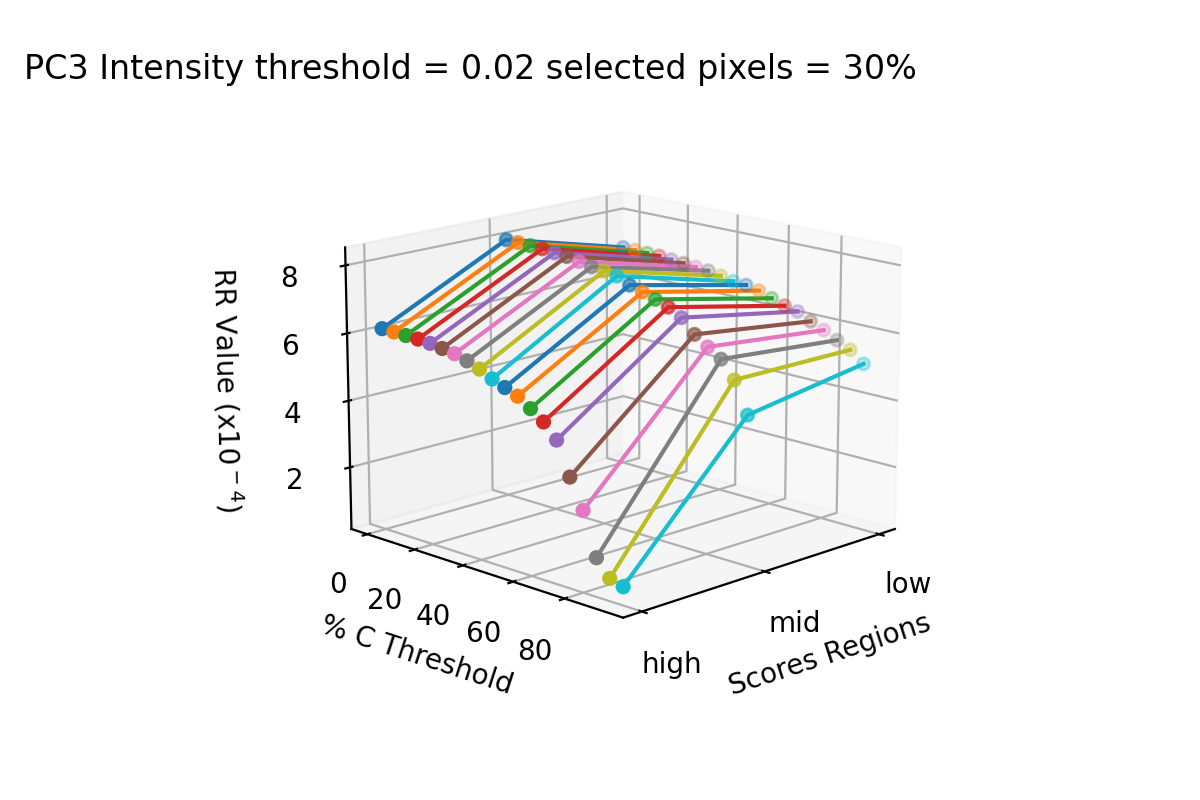 PC3 Intensity threshold = 0.02 selected pixels = 30%
RR Value (x10⁻⁴)
8
6
4
2
0
20
40
60
80
% C Threshold
high
mid
low
Scores Regions